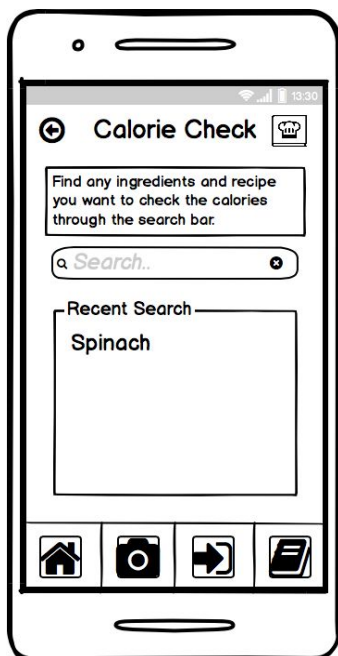 13:30
Calorie Check
Find any ingredients and recipe
you want to check the calories
through the search bar.
Search..
Recent Search
Spinach